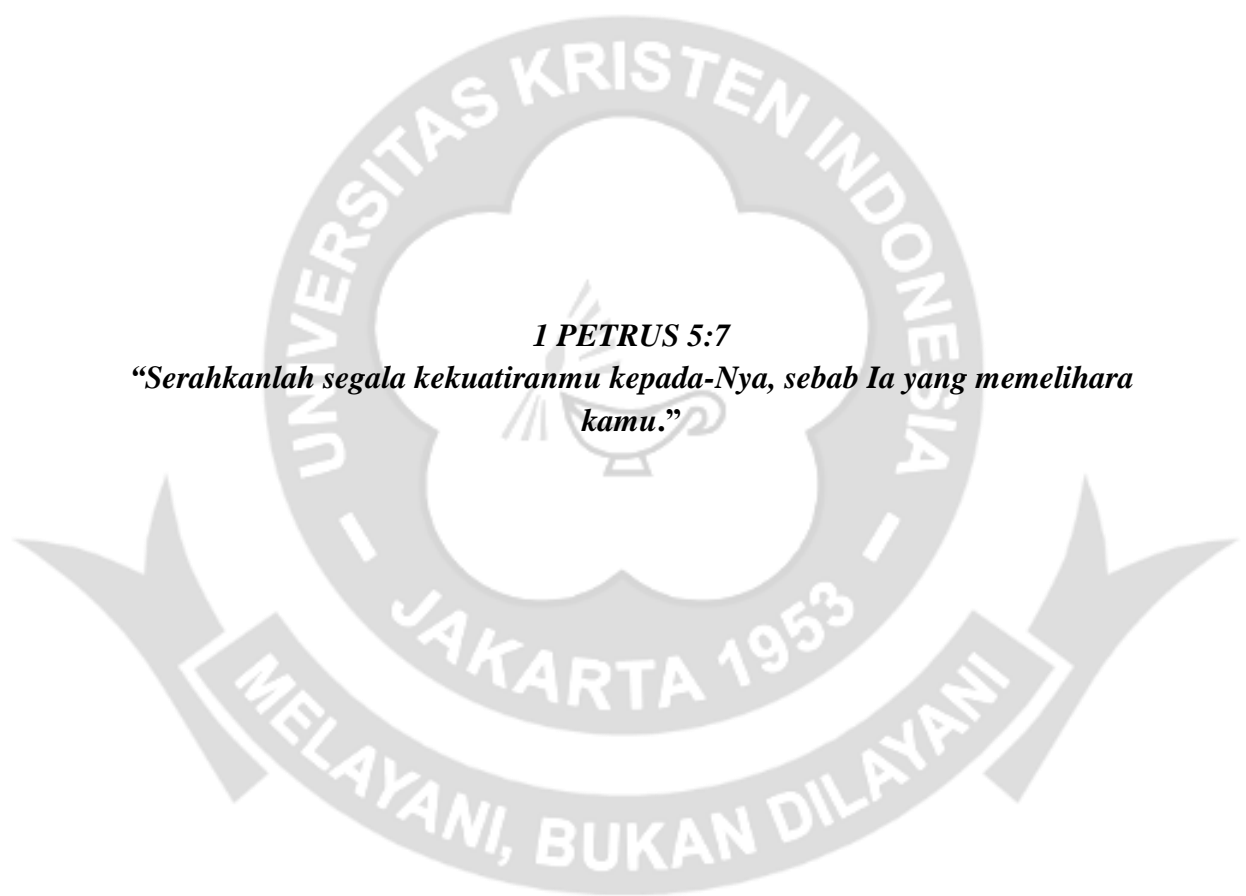 UNIVERSITAS KRISTEN INDONESIA
1 PETRUS 5:7
“Serahkanlah segala kekuatiranmu kepada-Nya, sebab Ia yang memelihara
kamu.”
- JAKARTA 1953 -
MELAYANI, BUKAN DILAYANI